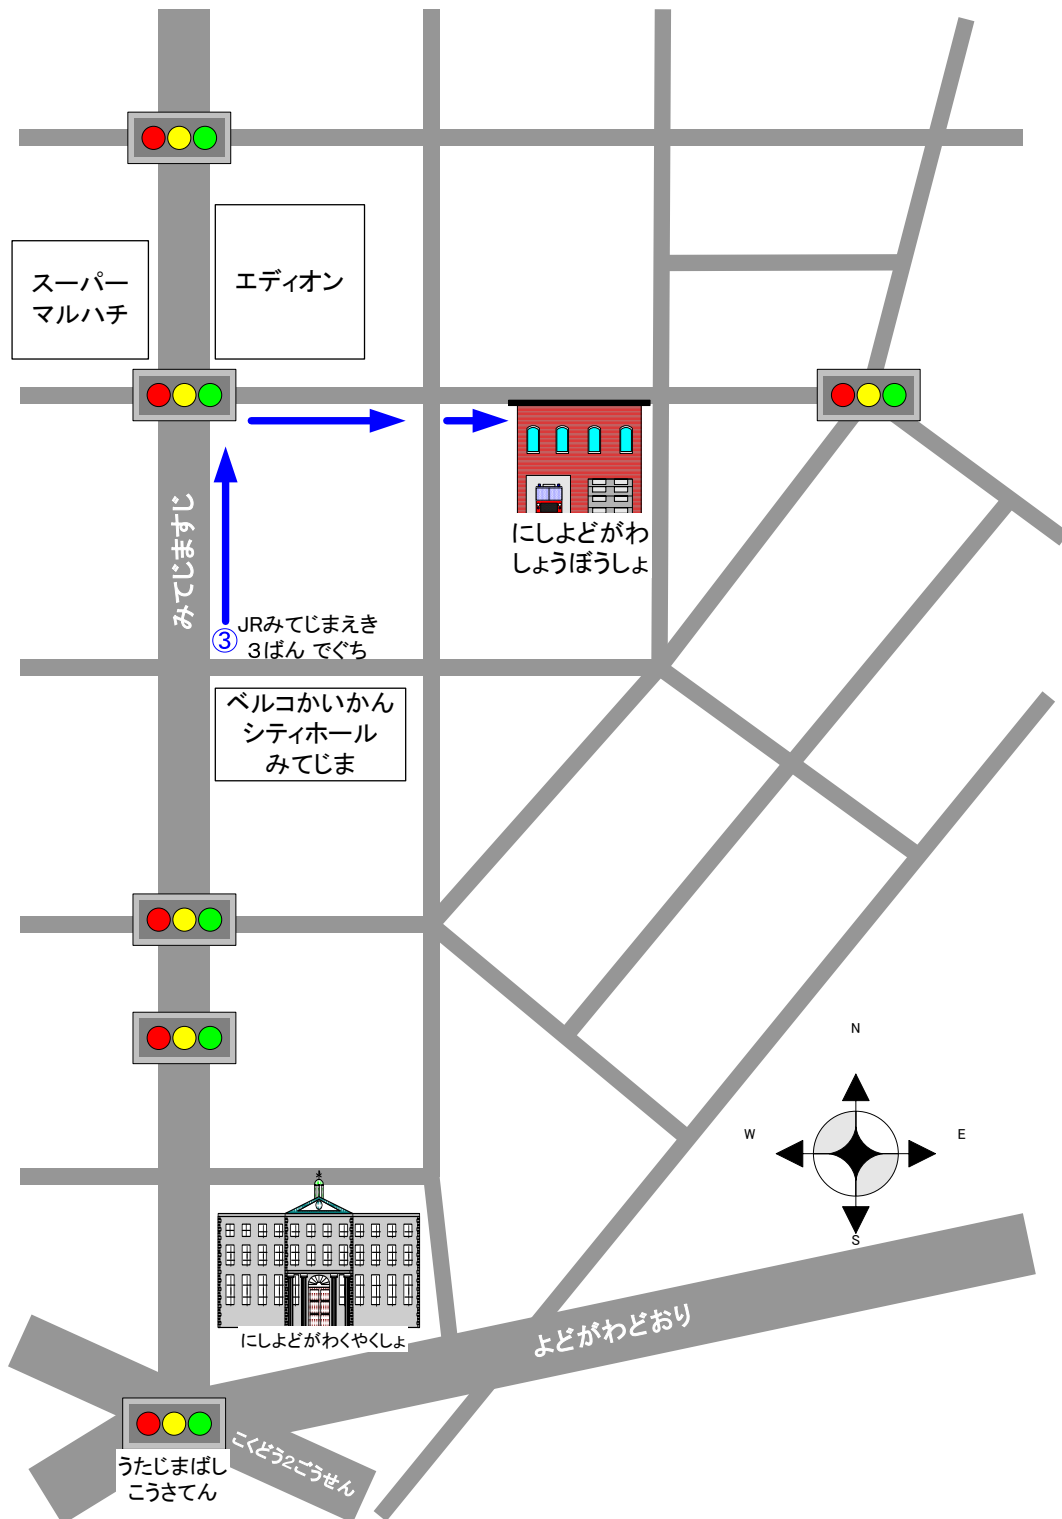 スーパー
マルハチ
エディオン
みてじますじ
にしよどがわ
しょうぼうしょ
③
JRみてじまえき
3ばん でぐち
ベルコかいかん
シティホール
みてじま
N
W
E
S
にしよどがわくやくしょ
よどがわどおり
こくどう2ごうせん
うたじまばし
こうさてん